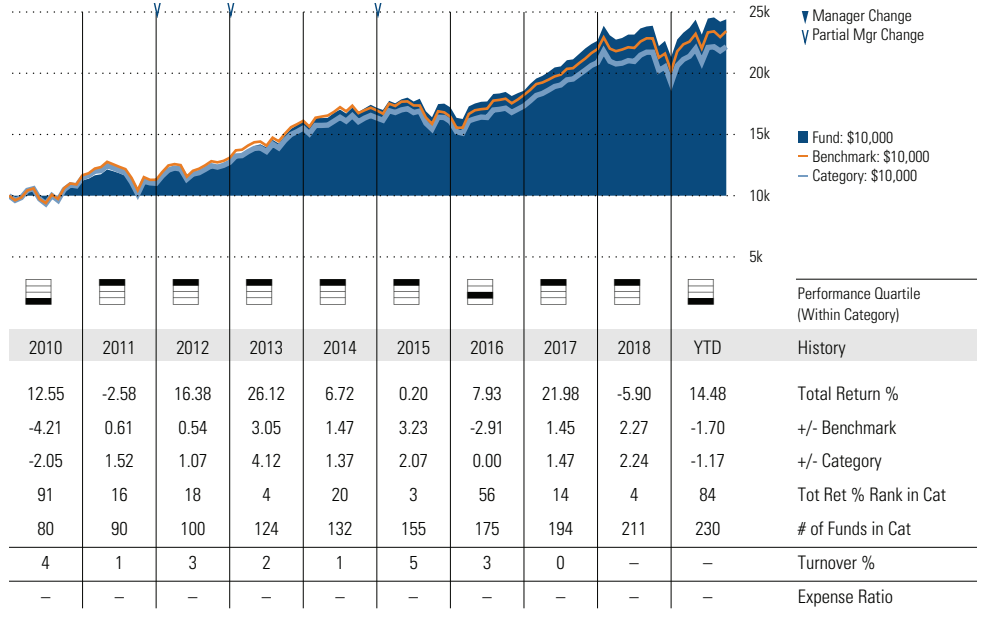 25k
20k
15k
10k
5k
Manager Change
Partial Mgr Change
Fund: $10,000
Benchmark: $10,000
Category: $10,000
Performance Quartile
(Within Category)
2010 2011 2012 2013 2014 2015 2016 2017 2018 YTD History
12.55 -2.58 16.38 26.12 6.72 0.20 7.93 21.98 -5.90 14.48 Total Return %
-4.21 0.61 0.54 3.05 1.47 3.23 -2.91 1.45 2.27 -1.70 +/- Benchmark
-2.05 1.52 1.07 4.12 1.37 2.07 0.00 1.47 2.24 -1.17 +/- Category
91 16 18 4 20 3 56 14 4 84 Tot Ret % Rank in Cat
80 90 100 124 132 155 175 194 211 230 # of Funds in Cat
4 1 3 2 1 5 3 0 – – Turnover %
– – – – – – – – – – Expense Ratio